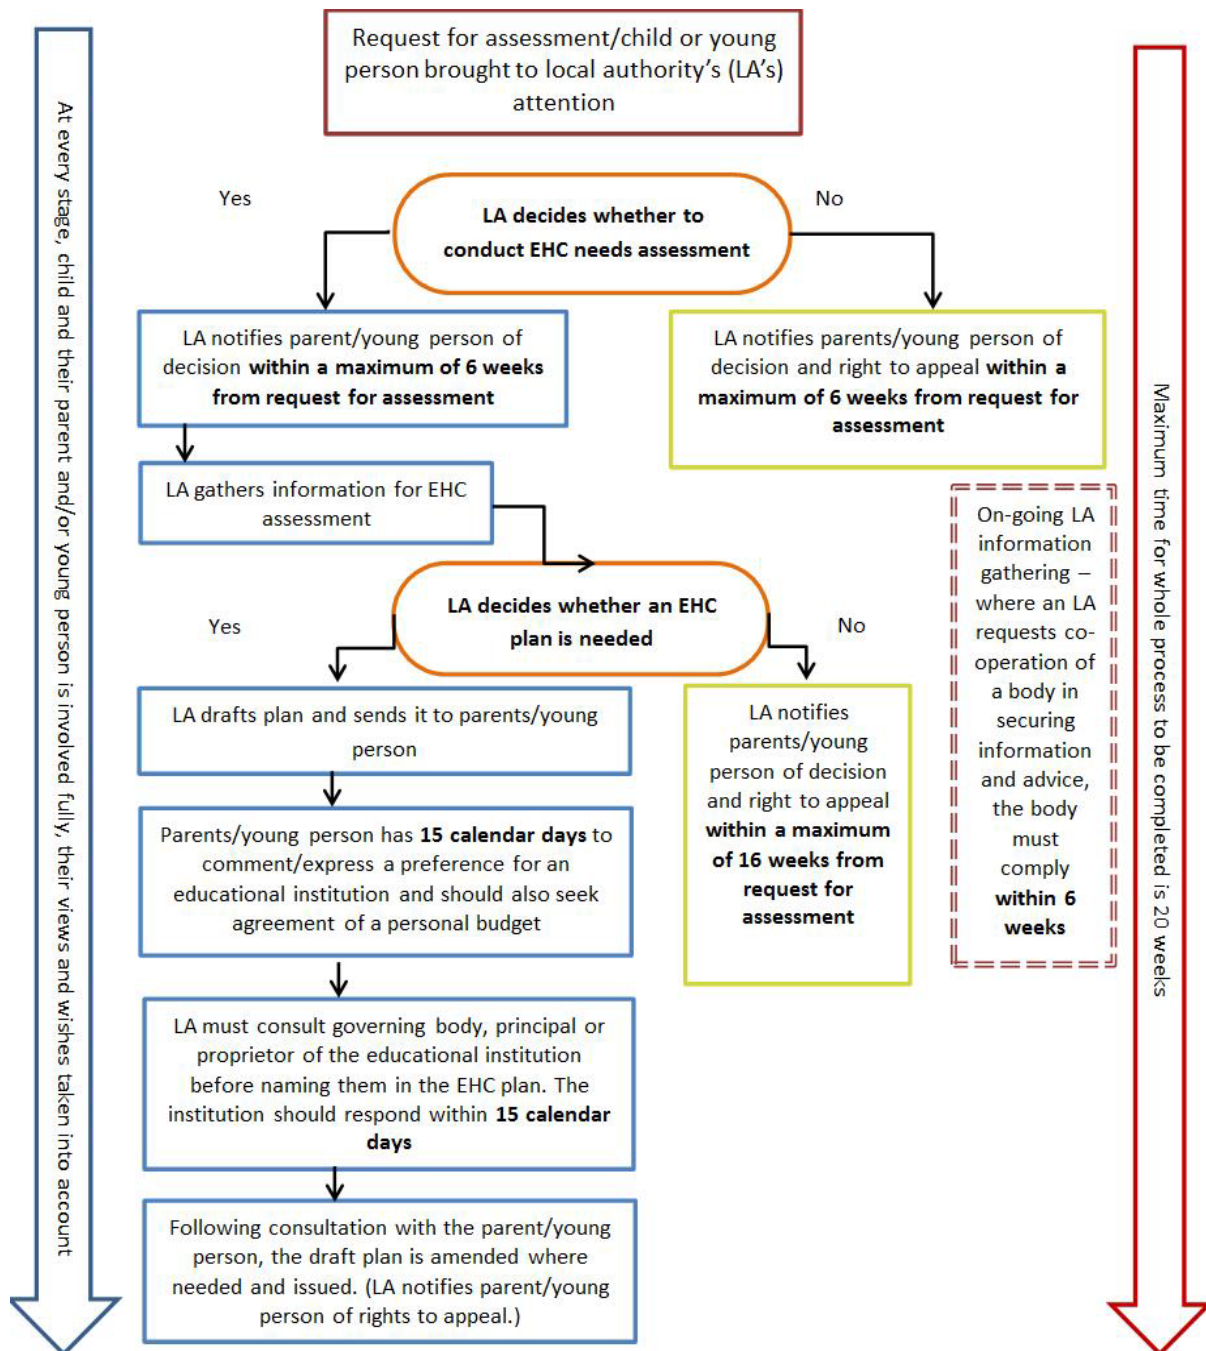 Request for assessment/child or young
person brought to local authority's (LA's)
attention
Yes
No
LA decides whether to
conduct EHC needs assessment
LA notifies parent/young person of
decision within a maximum of 6 weeks
from request for assessment
LA notifies parents/young person of
decision and right to appeal within a
maximum of 6 weeks from request for
assessment
LA gathers information for EHC
assessment
On-going LA
information
gathering –
where an LA
requests co-
operation of
a body in
securing
information
and advice,
the body
must
comply
within 6
weeks
LA decides whether an EHC
plan is needed
Yes
No
LA drafts plan and sends it to parents/young
person
LA notifies
parents/young
person of decision
and right to appeal
within a maximum
of 16 weeks from
request for
assessment
Parents/young person has 15 calendar days to
comment/express a preference for an
educational institution and should also seek
agreement of a personal budget
LA must consult governing body, principal or
proprietor of the educational institution
before naming them in the EHC plan. The
institution should respond within 15 calendar
days
Following consultation with the parent/young
person, the draft plan is amended where
needed and issued. (LA notifies parent/young
person of rights to appeal.)
At every stage, child and their parent and/or young person is involved fully, their views and wishes taken into account
Maximum time for whole process to be completed is 20 weeks